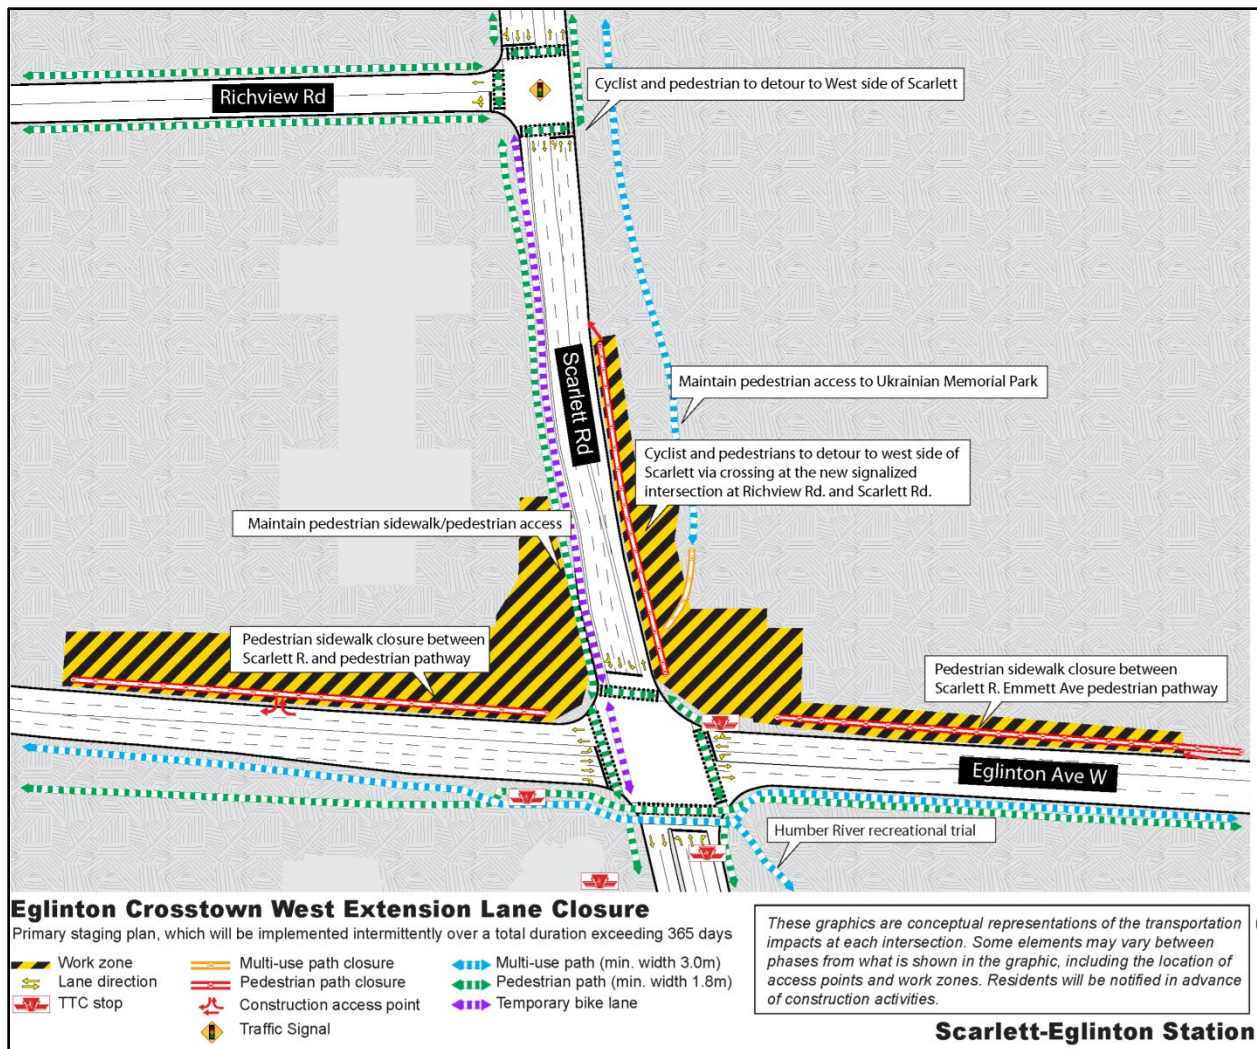 Richview Rd
Cyclist and pedestrian to detour to West side of Scarlett
Scarlett Rd
Maintain pedestrian access to Ukrainian Memorial Park
Cyclist and pedestrians to detour to west side of
Scarlett via crossing at the new signalized
intersection at Richview Rd. and Scarlett Rd.
Maintain pedestrian sidewalk/pedestrian access
Pedestrian sidewalk closure between
Scarlett R. and pedestrian pathway
Pedestrian sidewalk closure between
Scarlett R. Emmett Ave pedestrian pathway
Eglinton Ave W
Humber River recreational trial
Eglinton Crosstown West Extension Lane Closure
Primary staging plan, which will be implemented intermittently over a total duration exceeding 365 days
Work zone
Lane direction
TTC stop
Multi-use path closure
Pedestrian path closure
Construction access point
Traffic Signal
Multi-use path (min. width 3.0m)
Pedestrian path (min. width 1.8m)
Temporary bike lane
These graphics are conceptual representations of the transportation
impacts at each intersection. Some elements may vary between
phases from what is shown in the graphic, including the location of
access points and work zones. Residents will be notified in advance
of construction activities.
Scarlett-Eglinton Station